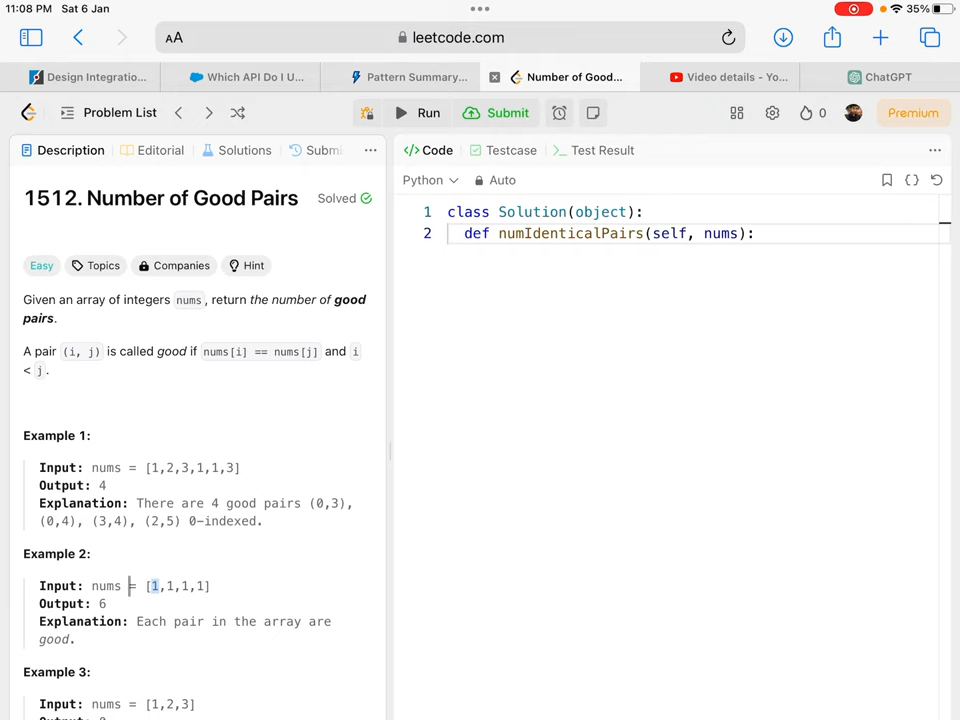 11:08 PM Sat 6 Jan
35%
AA
leetcode.com
Design Integratio...
Which API Do I U...
Pattern Summary...
Number of Good...
Video details - Yo...
ChatGPT
Problem List
Run
Submit
0
Premium
Description
Editorial
Solutions
Submi
Code
Testcase
Test Result
1512. Number of Good Pairs
Solved
Python
Auto
Easy
Topics
Companies
Hint
Given an array of integers nums, return the number of good
pairs.
A pair (i, j) is called good if nums[i] == nums[j] and i
< j.
Example 1:
Input: nums = [1,2,3,1,1,3]
Output: 4
Explanation: There are 4 good pairs (0,3),
(0,4), (3,4), (2,5) 0-indexed.
Example 2:
Input: nums = [1,1,1,1]
Output: 6
Explanation: Each pair in the array are
good.
Example 3:
Input: nums = [1,2,3]
1 class Solution(object):
2 def numIdenticalPairs(self, nums):